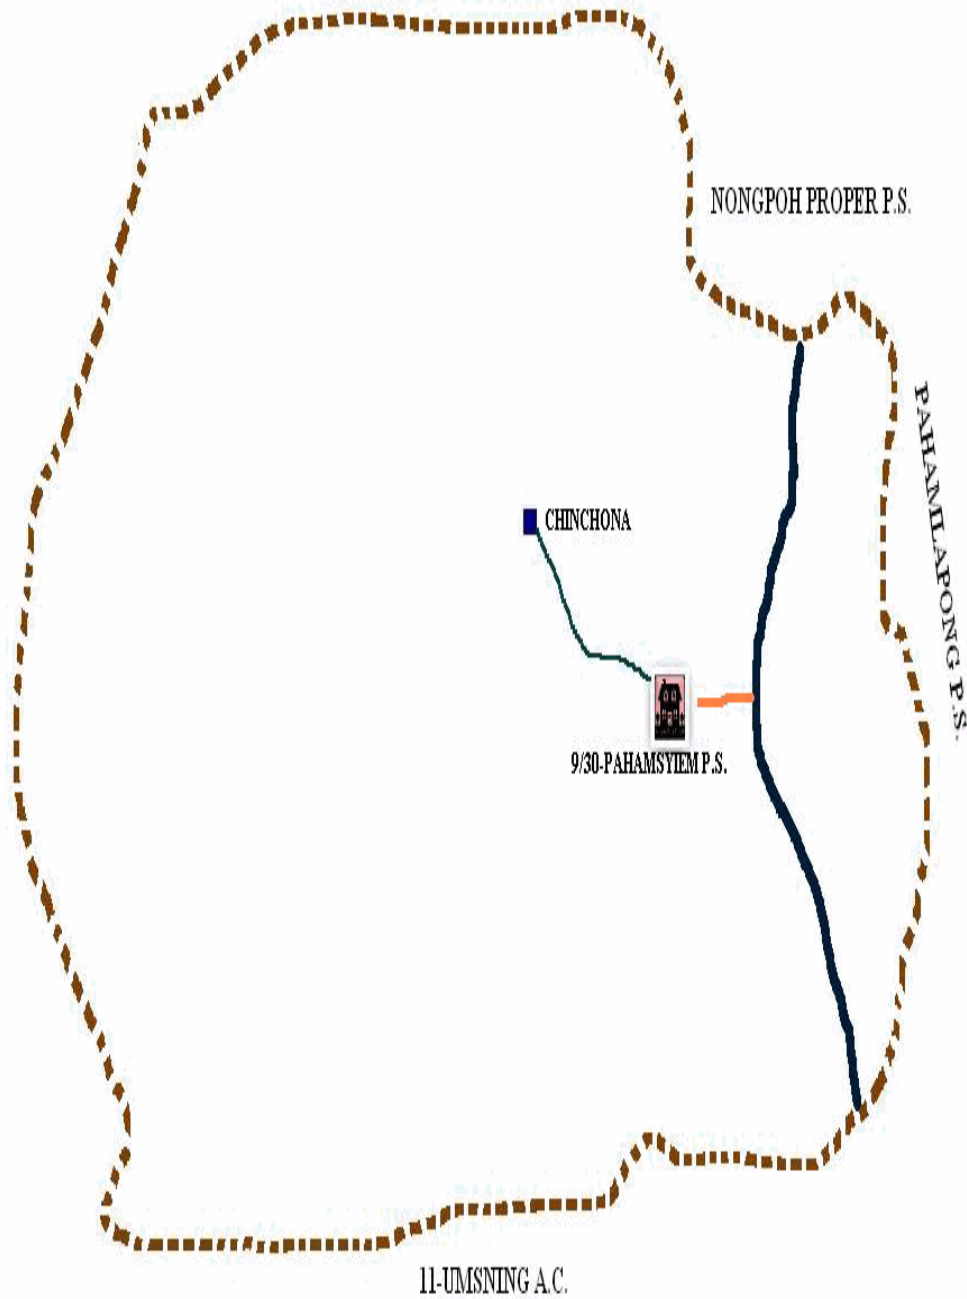 NONGPOH PROPER P.S.
PAHAMLAPONG P.S.
CHINCHONA
9/30-PAHAMSYIEM P.S.
11-UMSNING A.C.